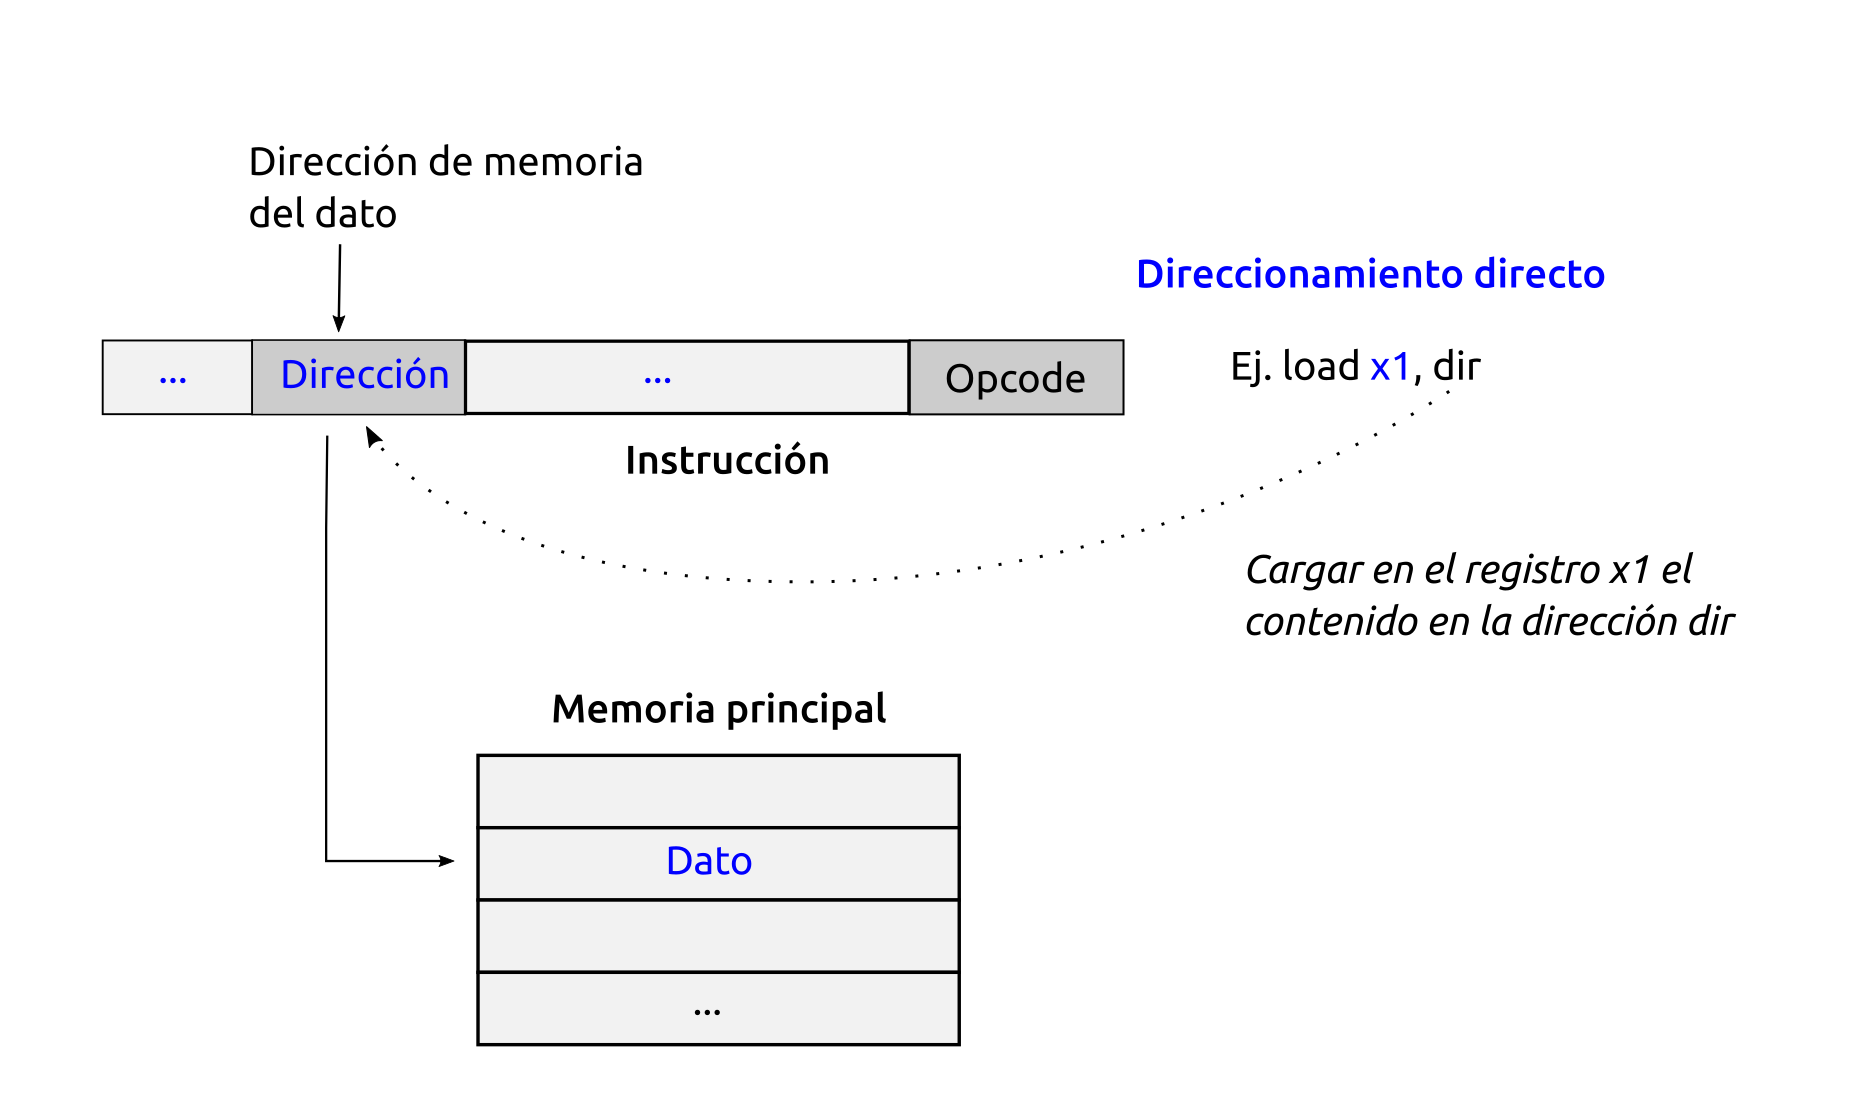 Dirección de memoria
del dato
Direccionamiento directo
... Dirección ... Opcode
Ej. load x1, dir
Instrucción
Cargar en el registro x1 el
contenido en la dirección dir
Memoria principal
Dato
...